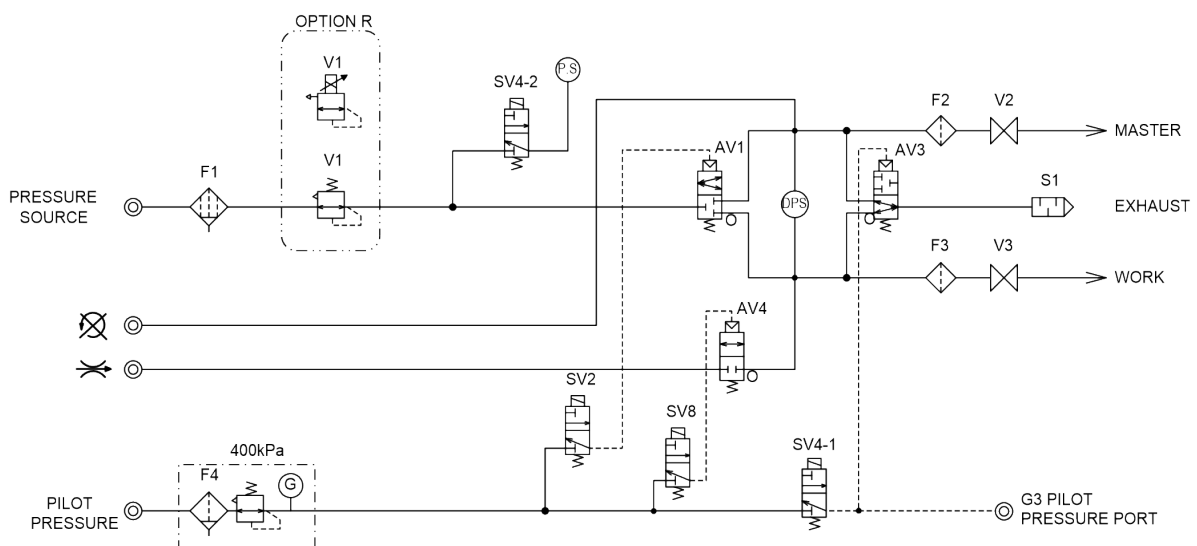 OPTION R
V1
SV4-2
P.S
F2
V2
MASTER
V1
AV1
AV3
F1
S1
PRESSURE
SOURCE
DPS
EXHAUST
F3
V3
WORK
AV4
SV2
SV8
SV4-1
400kPa
F4
G
PILOT
PRESSURE
G3 PILOT
PRESSURE PORT